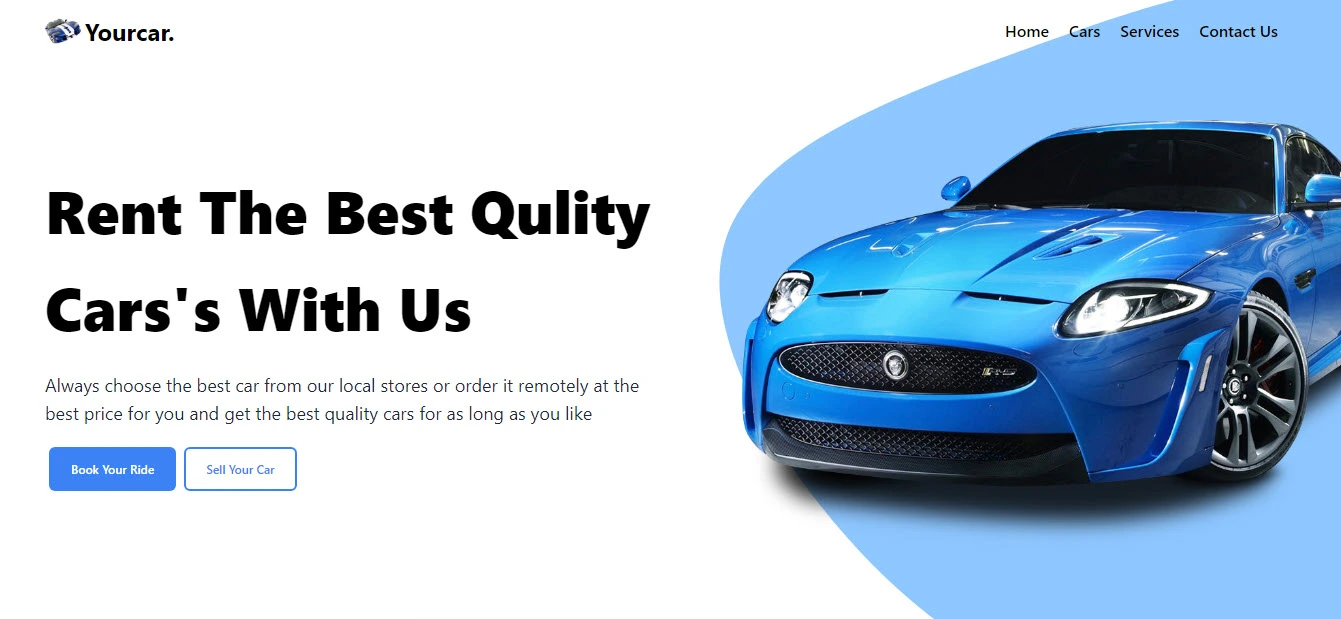 Yourcar.
Home Cars Services Contact Us
Rent The Best Qulity
Cars's With Us
Always choose the best car from our local stores or order it remotely at the
best price for you and get the best quality cars for as long as you like
Book Your Ride Sell Your Car